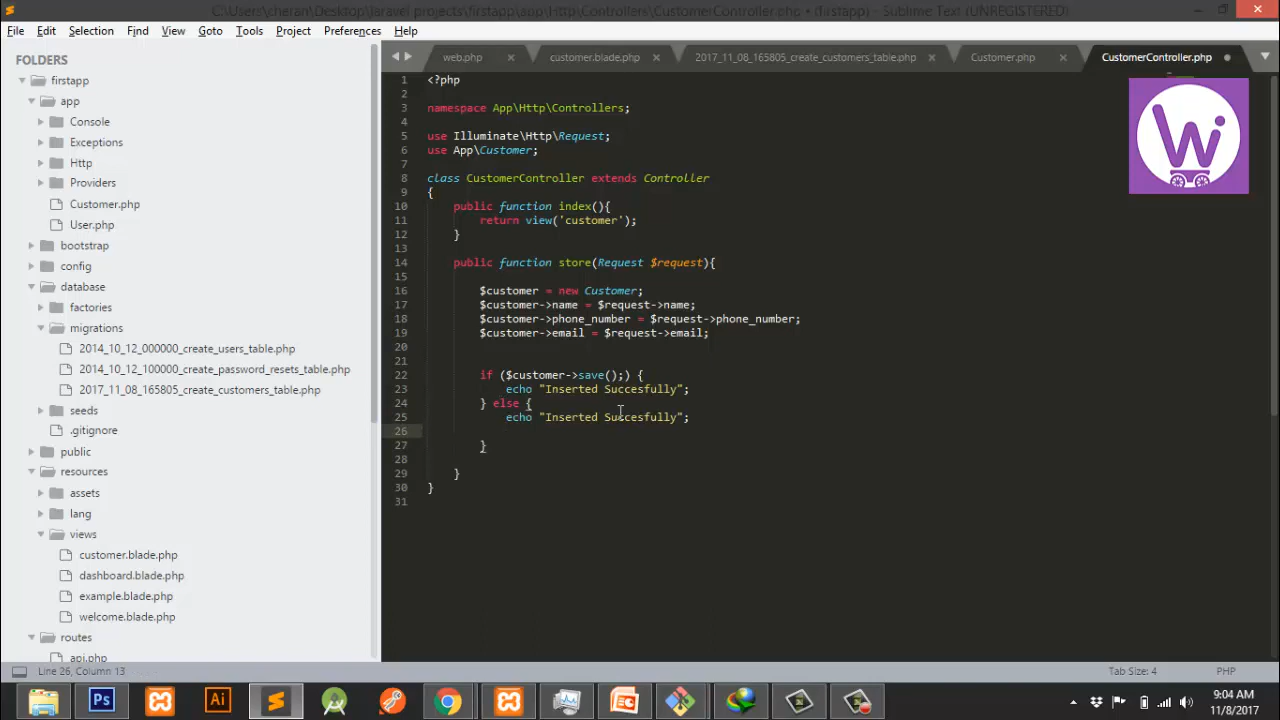 C:\Users\cheran\Desktop\laravel projects\firstapp\app\Http\Controllers\CustomerController.php • (firstapp) - Sublime Text (UNREGISTERED)
File Edit Selection Find View Goto Tools Project Preferences Help
FOLDERS
firstapp
app
Console
Exceptions
Http
Providers
Customer.php
User.php
bootstrap
config
database
factories
migrations
2014_10_12_000000_create_users_table.php
2014_10_12_100000_create_password_resets_table.php
2017_11_08_165805_create_customers_table.php
seeds
.gitignore
public
resources
assets
lang
views
customer.blade.php
dashboard.blade.php
example.blade.php
welcome.blade.php
routes
api.php
web.php customer.blade.php 2017_11_08_165805_create_customers_table.php Customer.php CustomerController.php
1 <?php
2
3 namespace App\Http\Controllers;
4
5 use Illuminate\Http\Request;
6 use App\Customer;
7
8 class CustomerController extends Controller
9 {
10 public function index(){
11 return view('customer');
12 }
13
14 public function store(Request $request){
15
16 $customer = new Customer;
17 $customer->name = $request->name;
18 $customer->phone_number = $request->phone_number;
19 $customer->email = $request->email;
20
21
22 if ($customer->save();) {
23 echo "Inserted Succesfully";
24 } else {
25 echo "Inserted Succesfully";
26
27 }
28
29 }
30 }
31
Wi
Line 26, Column 13 Tab Size: 4 PHP
Ps Ai
9:04 AM
11/8/2017